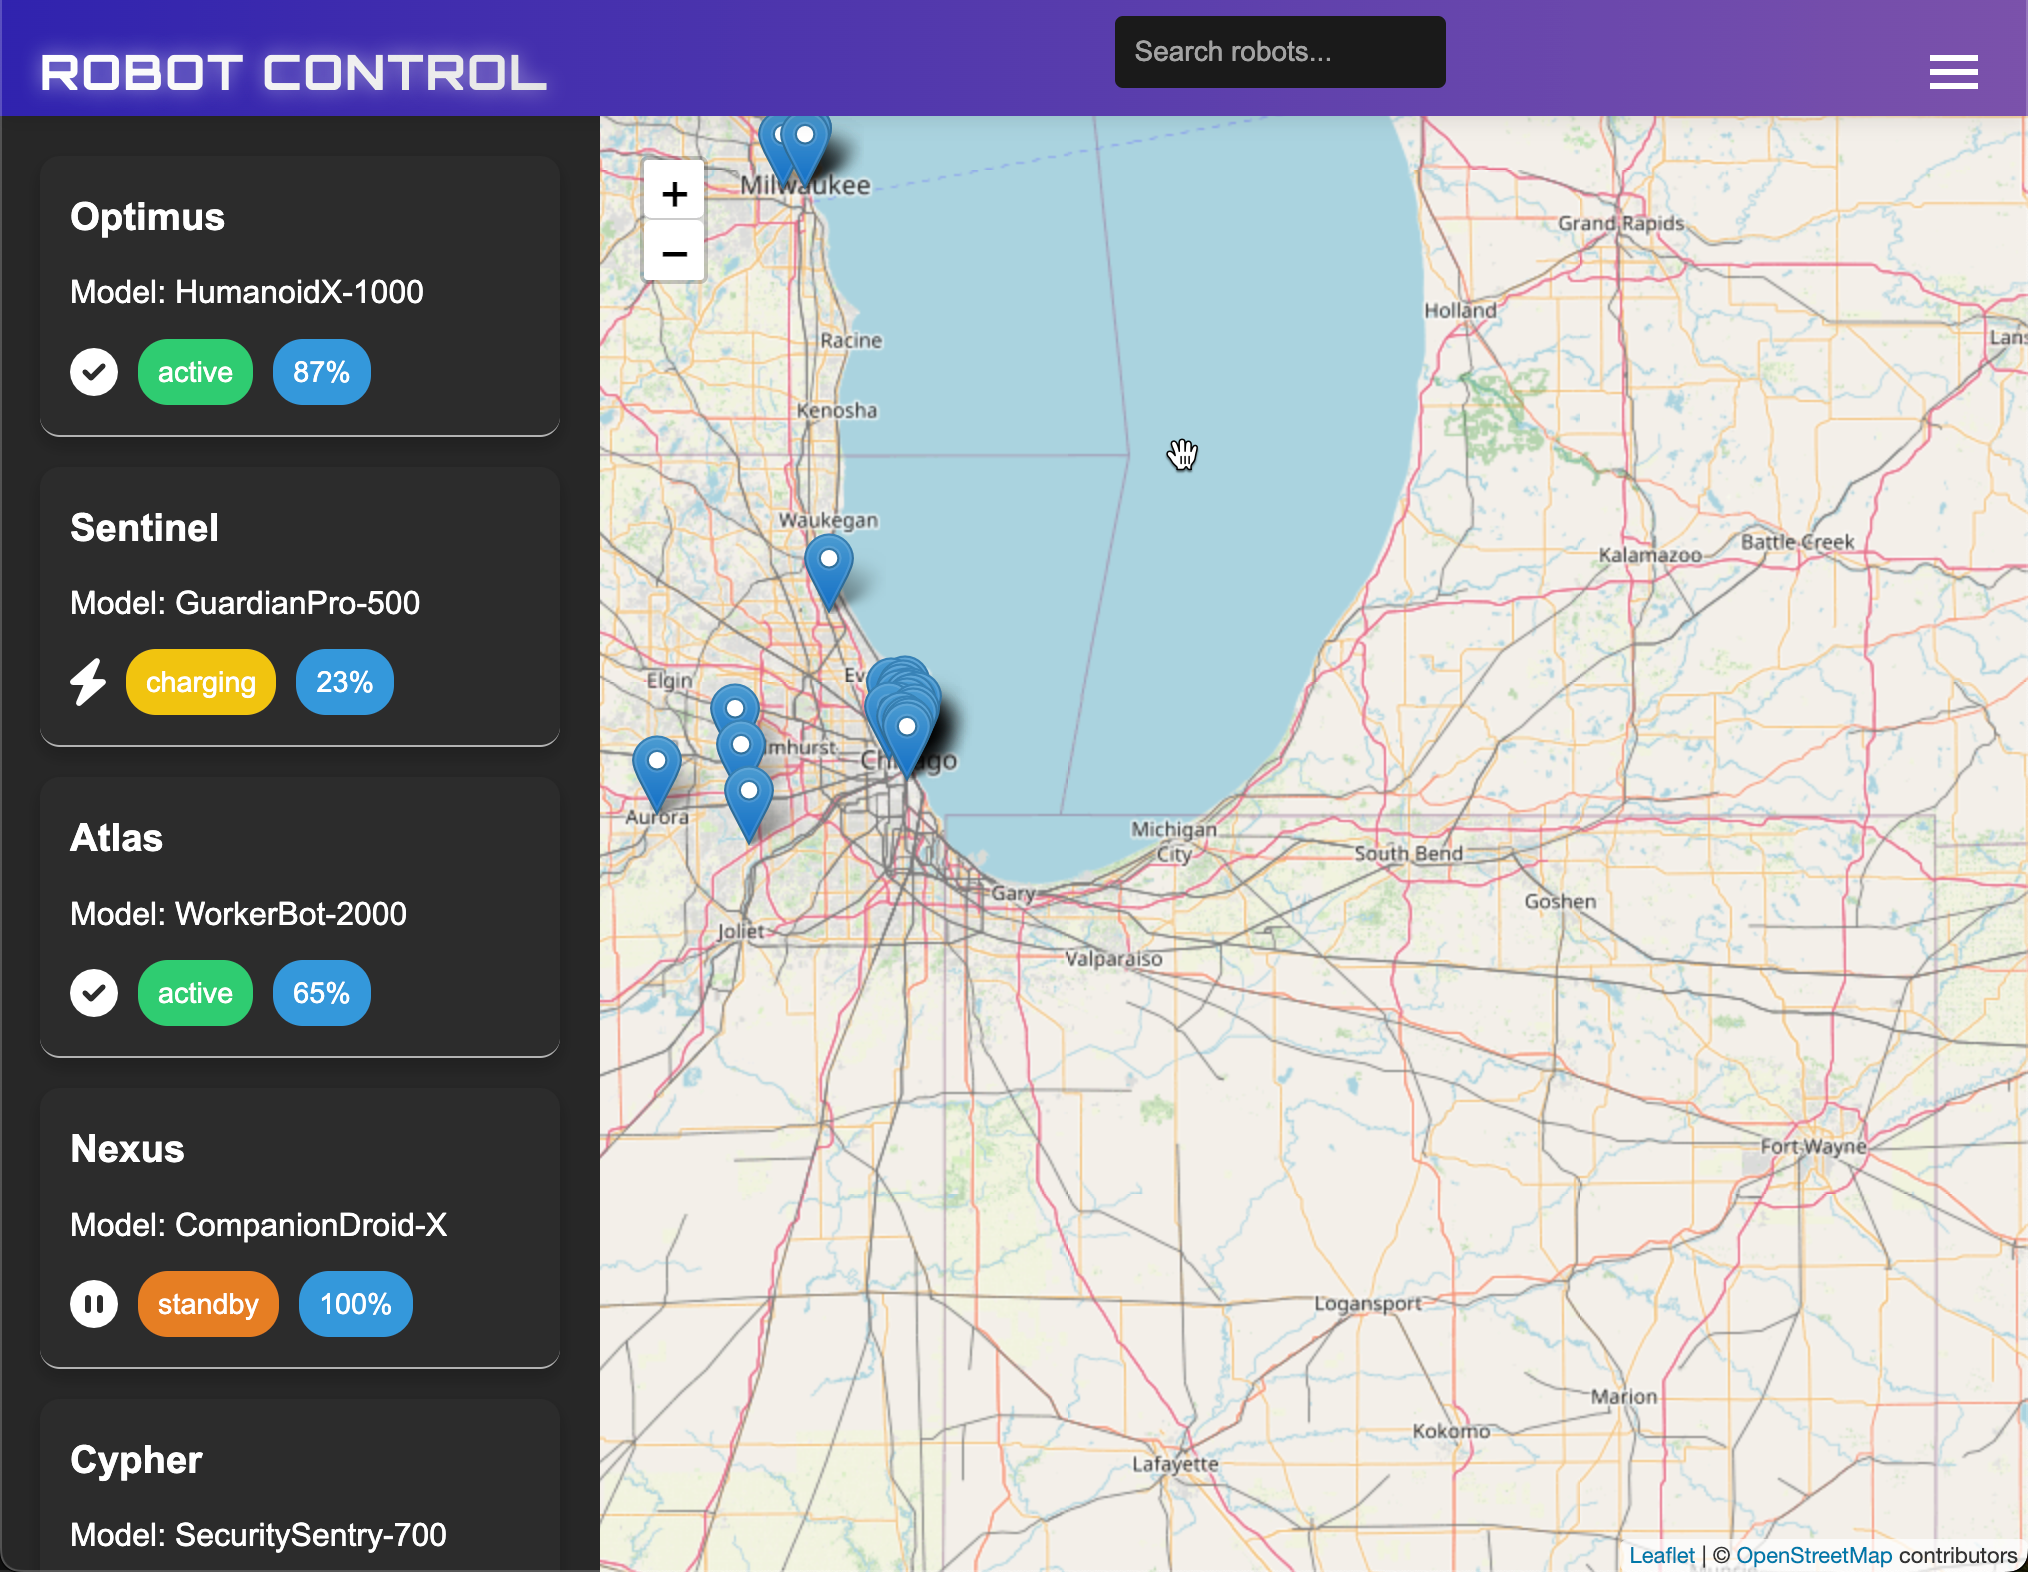 ROBOT CONTROL
Search robots...
Optimus
Model: HumanoidX-1000
active
87%
Sentinel
Model: GuardianPro-500
charging
23%
Atlas
Model: WorkerBot-2000
active
65%
Nexus
Model: CompanionDroid-X
standby
100%
Cypher
Model: SecuritySentry-700
+
−
Milwaukee
Grand Rapids
Holland
Lans
Racine
Kenosha
Waukegan
Battle Creek
Kalamazoo
Elgin
Ev
lmhurst
Chicago
Aurora
Michigan
City
South Bend
Gary
Goshen
Joliet
Valparaiso
Fort Wayne
Logansport
Marion
Kokomo
Lafayette
Leaflet | © OpenStreetMap contributors